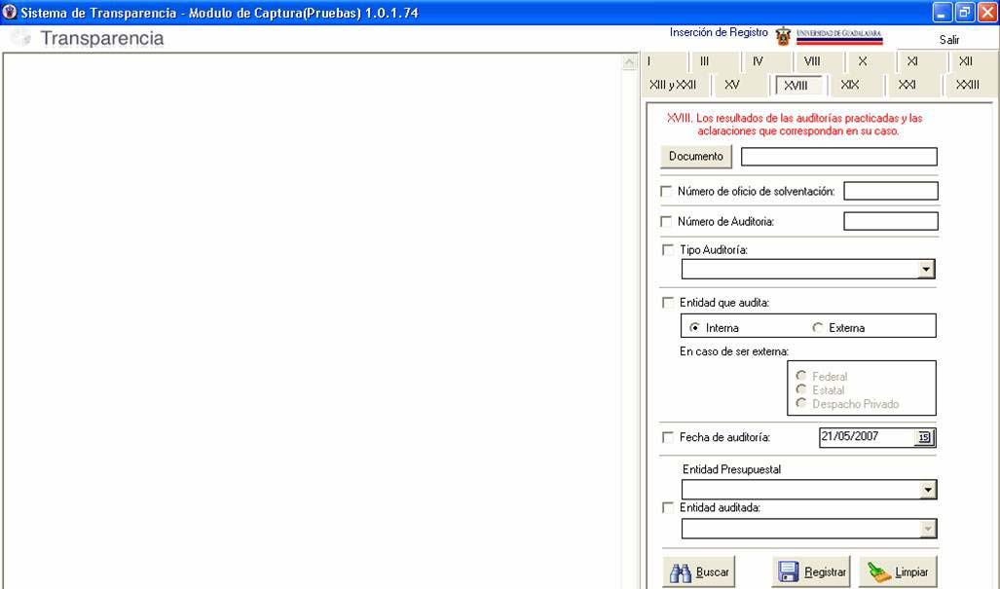 Sistema de Transparencia - Modulo de Captura(Pruebas) 1.0.1.74
Transparencia
Inserción de Registro
UNIVERSIDAD DE GUADALAJARA
Salir
I III IV VIII X XI XII
XIII y XXII XV XVIII XIX XXI XXIII
XVIII. Los resultados de las auditorías practicadas y las
aclaraciones que correspondan en su caso.
Documento
Número de oficio de solventación:
Número de Auditoria:
Tipo Auditoría:
Entidad que audita:
Interna Externa
En caso de ser externa:
Federal
Estatal
Despacho Privado
Fecha de auditoría: 21/05/2007 15
Entidad Presupuestal
Entidad auditada:
Buscar Registrar Limpiar